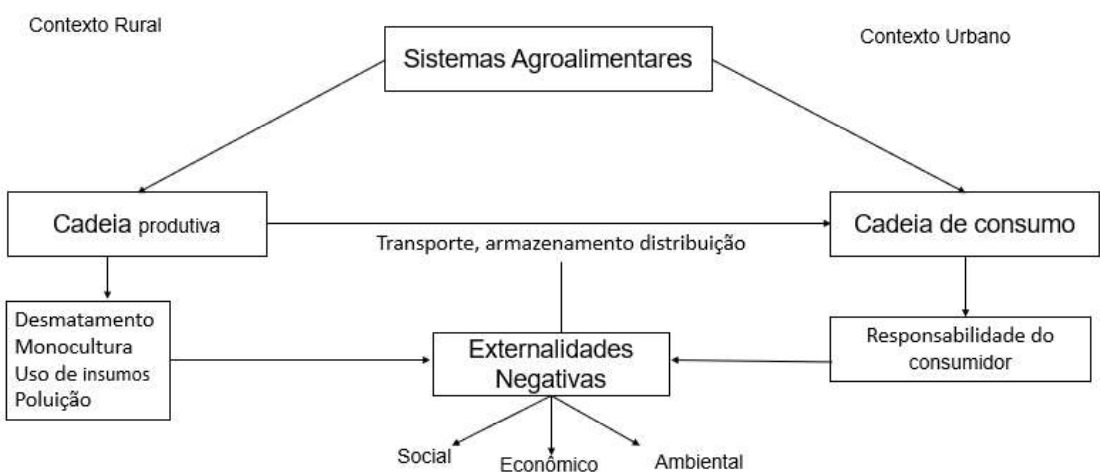 Contexto Rural
Contexto Urbano
Sistemas Agroalimentares
Cadeia produtiva
Cadeia de consumo
Transporte, armazenamento distribuição
Desmatamento
Monocultura
Uso de insumos
Poluição
Externalidades
Negativas
Responsabilidade do
consumidor
Social
Econômico
Ambiental